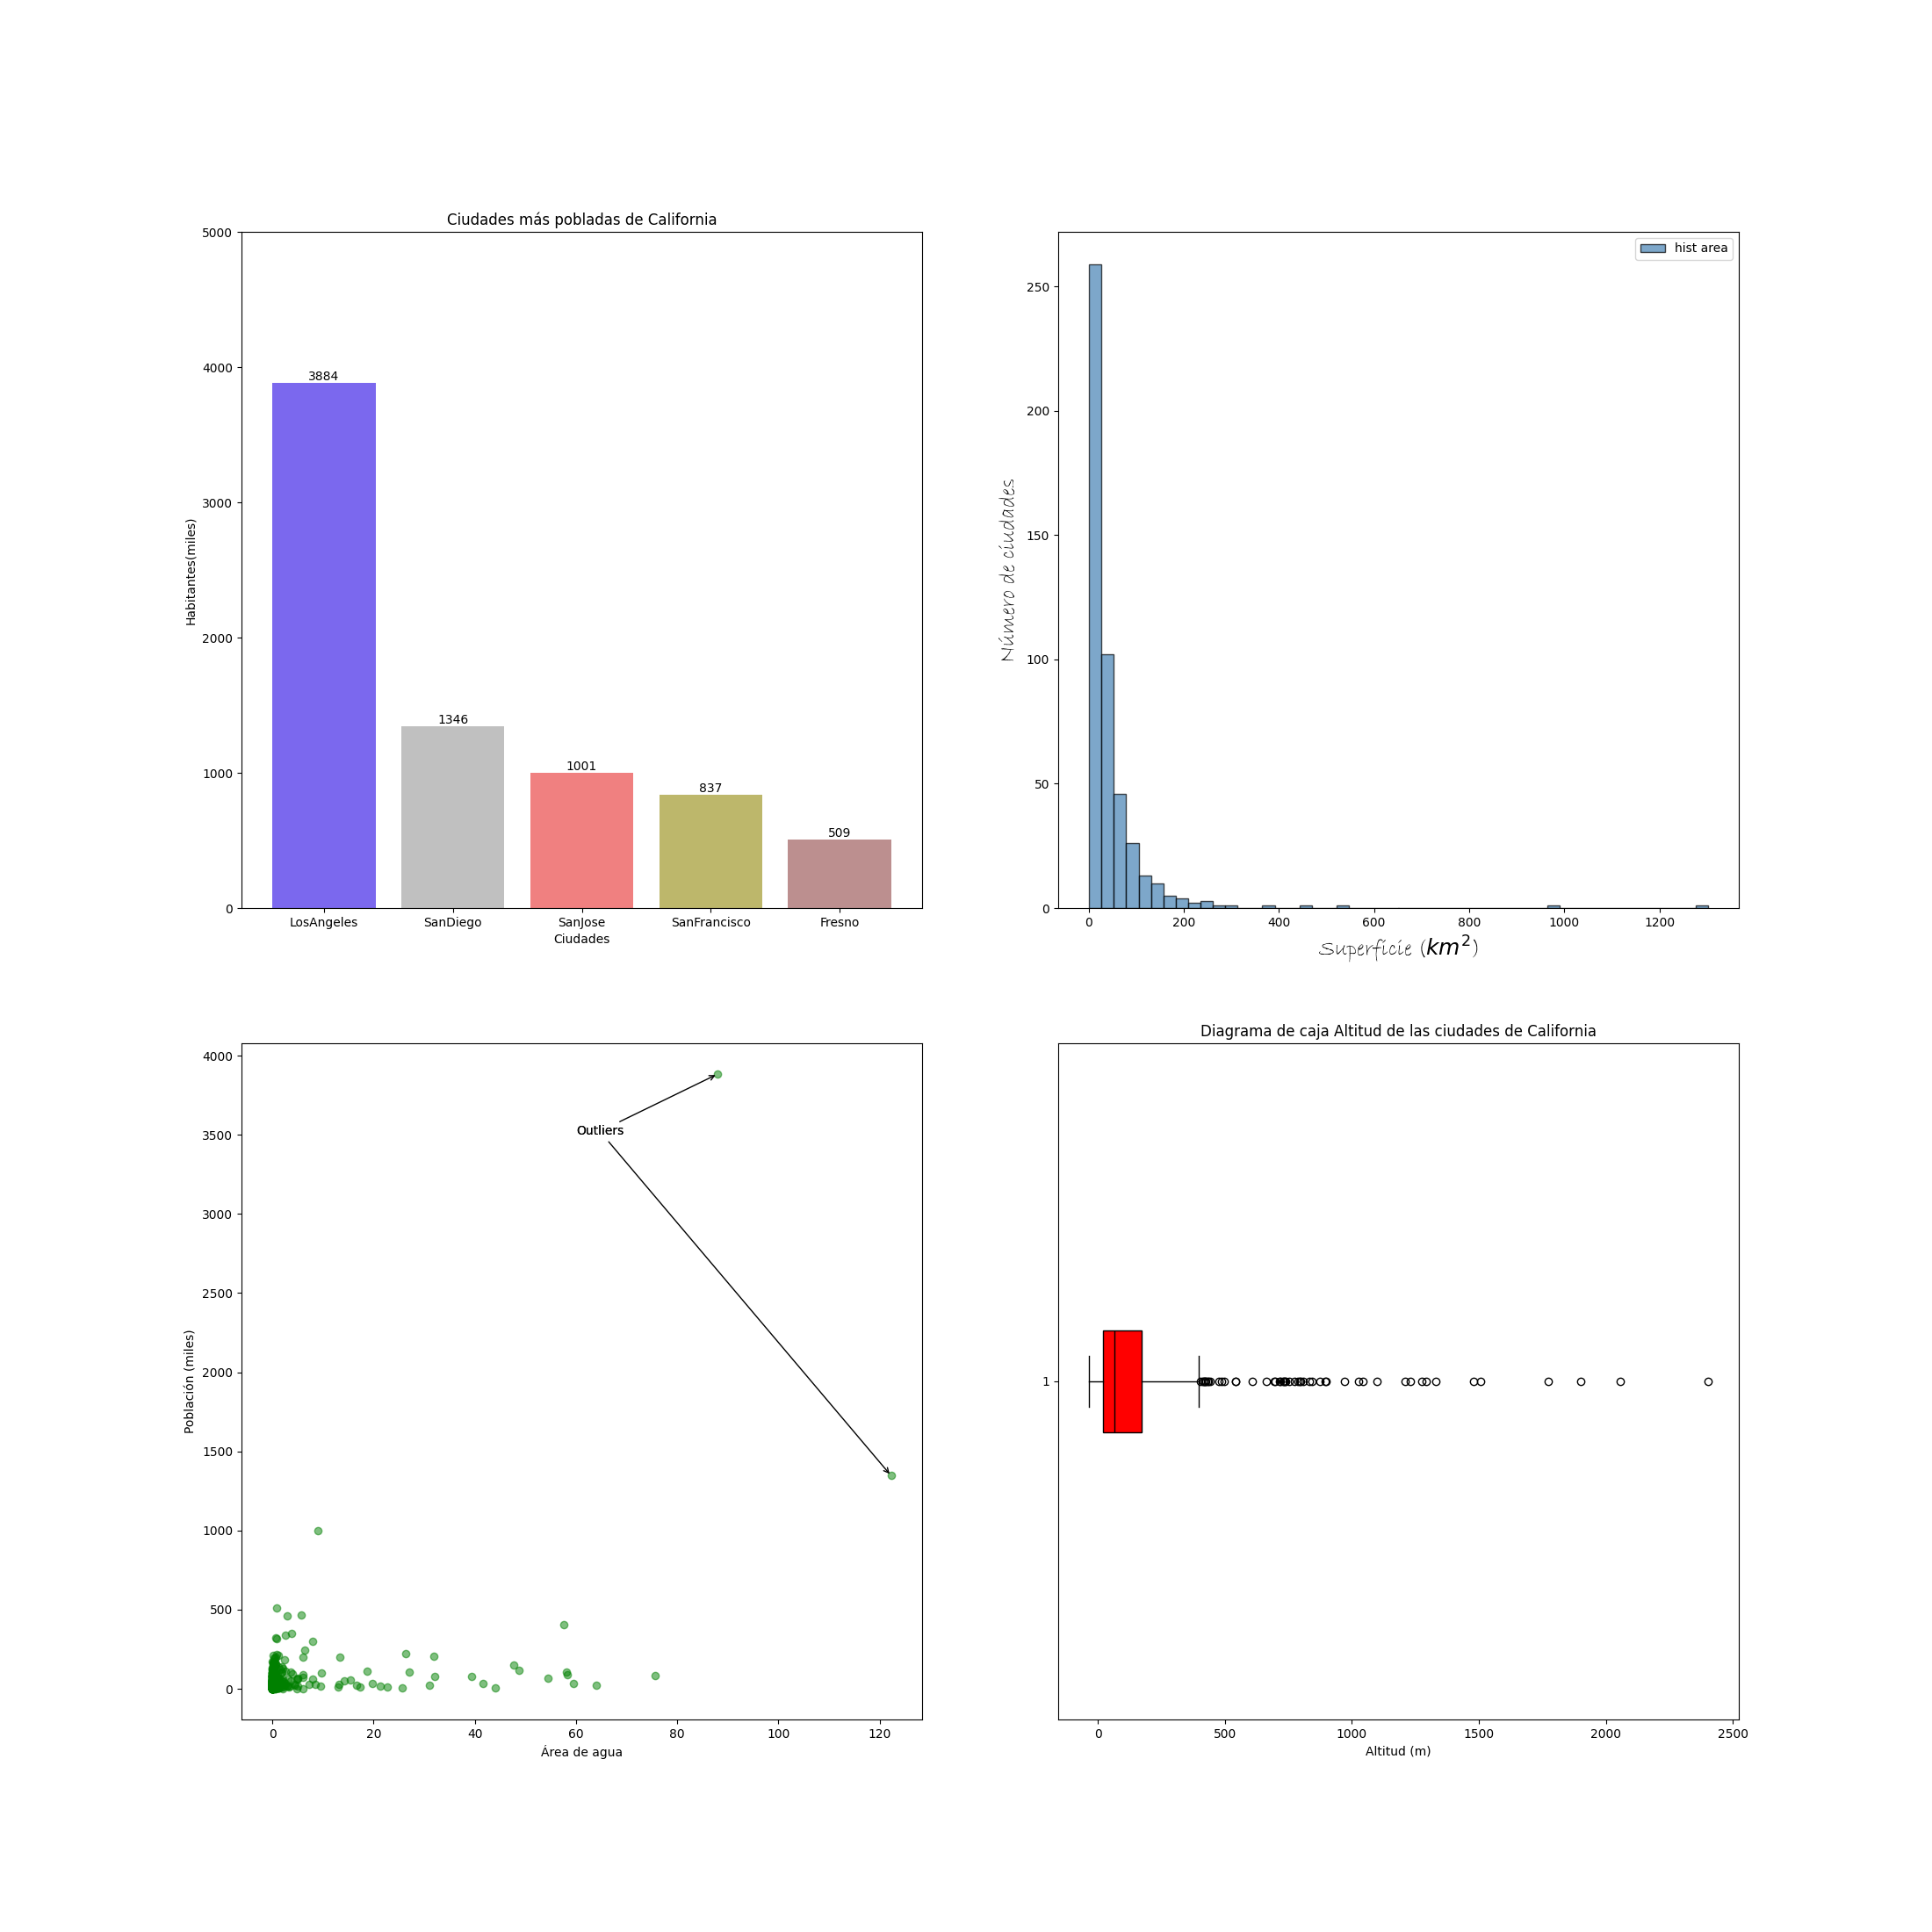 Ciudades más pobladas de California
5000
4000
3000
2000
1000
0
Habitantes(miles)
3884
1346
1001
837
509
LosAngeles SanDiego SanJose SanFrancisco Fresno
Ciudades
hist area
250
200
150
100
50
0
Número de ciudades
0 200 400 600 800 1000 1200
Superficie (km²)
4000
3500
3000
2500
2000
1500
1000
500
0
Población (miles)
Outliers
0 20 40 60 80 100 120
Área de agua
Diagrama de caja Altitud de las ciudades de California
1
0 500 1000 1500 2000 2500
Altitud (m)